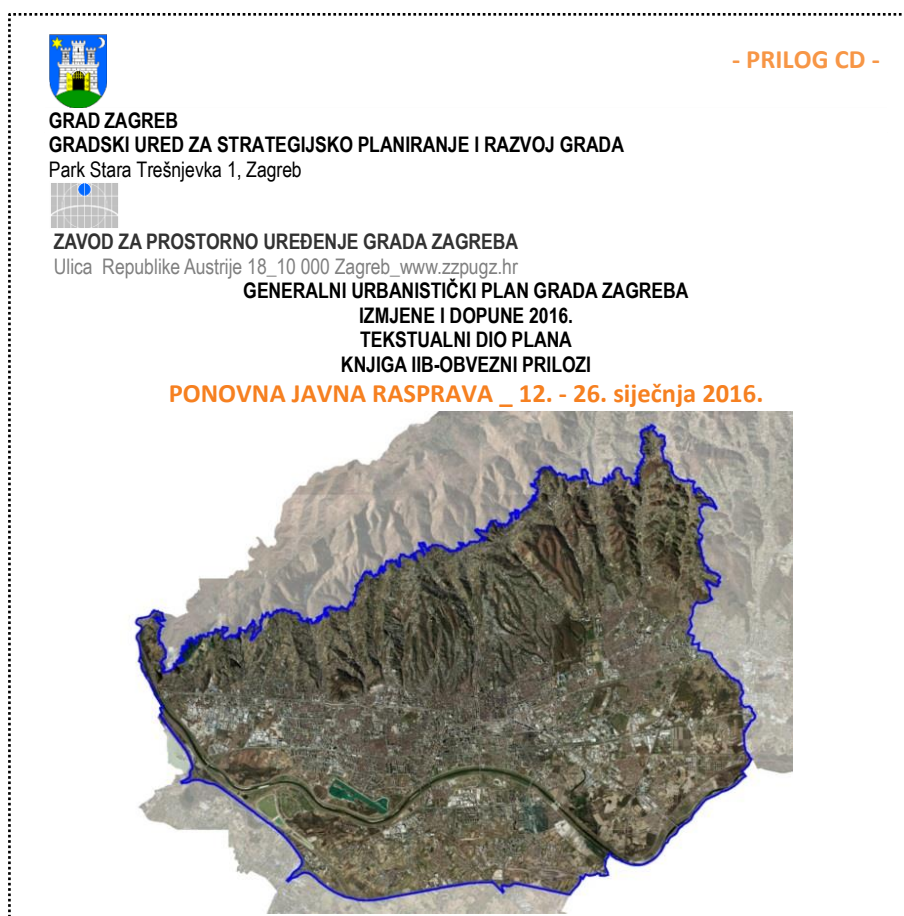 - PRILOG CD -
GRAD ZAGREB
GRADSKI URED ZA STRATEGIJSKO PLANIRANJE I RAZVOJ GRADA
Park Stara Trešnjevka 1, Zagreb
ZAVOD ZA PROSTORNO UREĐENJE GRADA ZAGREBA
Ulica Republike Austrije 18_10 000 Zagreb_www.zzpugz.hr
GENERALNI URBANISTIČKI PLAN GRADA ZAGREBA
IZMJENE I DOPUNE 2016.
TEKSTUALNI DIO PLANA
KNJIGA IIB-OBVEZNI PRILOZI
PONOVNA JAVNA RASPRAVA _ 12. - 26. siječnja 2016.